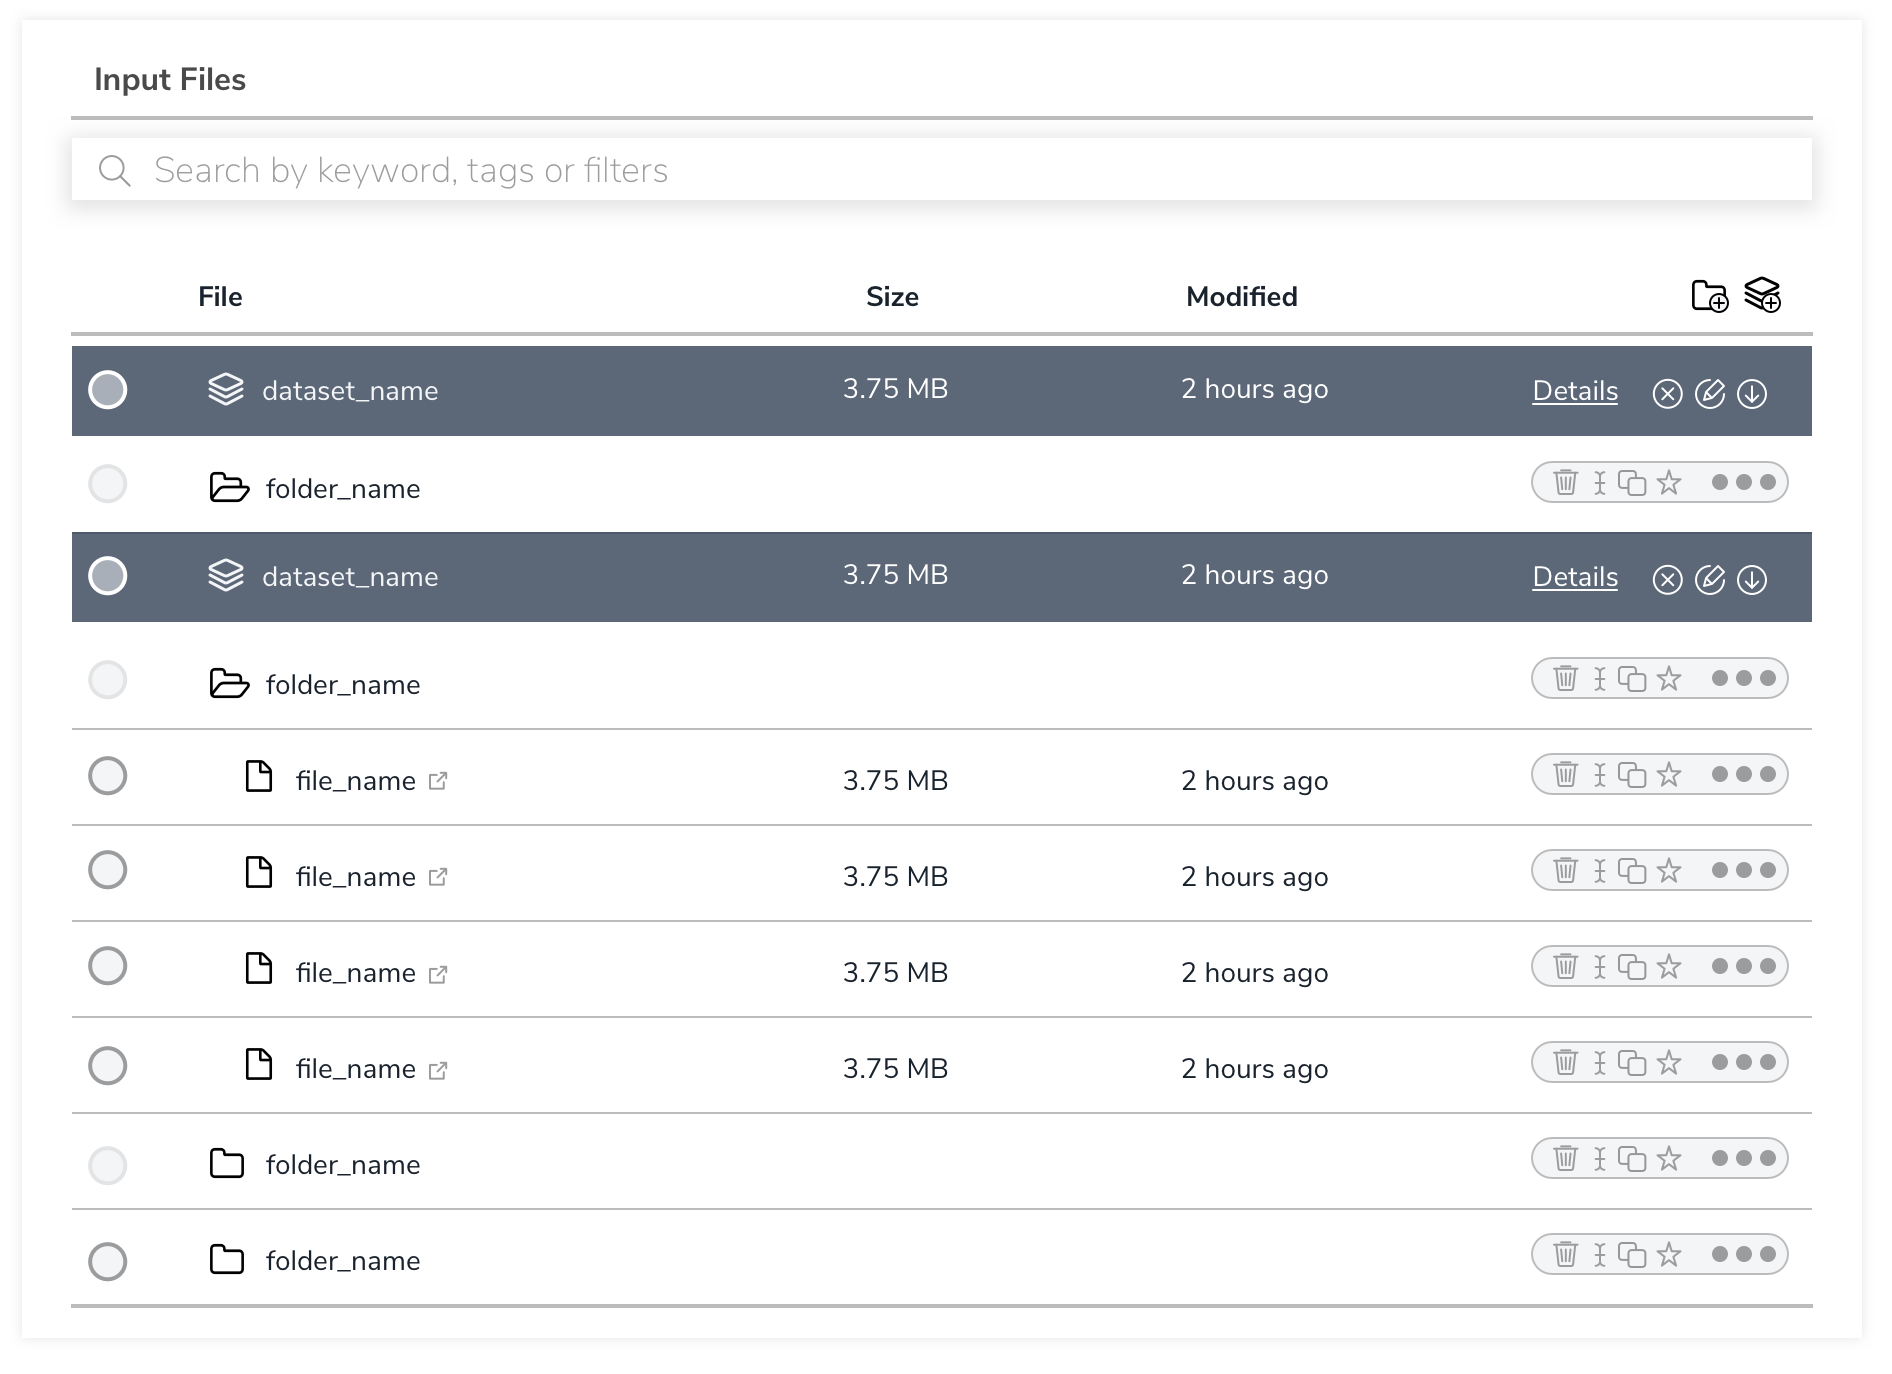 Input Files
Search by keyword, tags or filters
File Size Modified
dataset_name 3.75 MB 2 hours ago Details
folder_name
dataset_name 3.75 MB 2 hours ago Details
folder_name
file_name 3.75 MB 2 hours ago
file_name 3.75 MB 2 hours ago
file_name 3.75 MB 2 hours ago
file_name 3.75 MB 2 hours ago
folder_name
folder_name